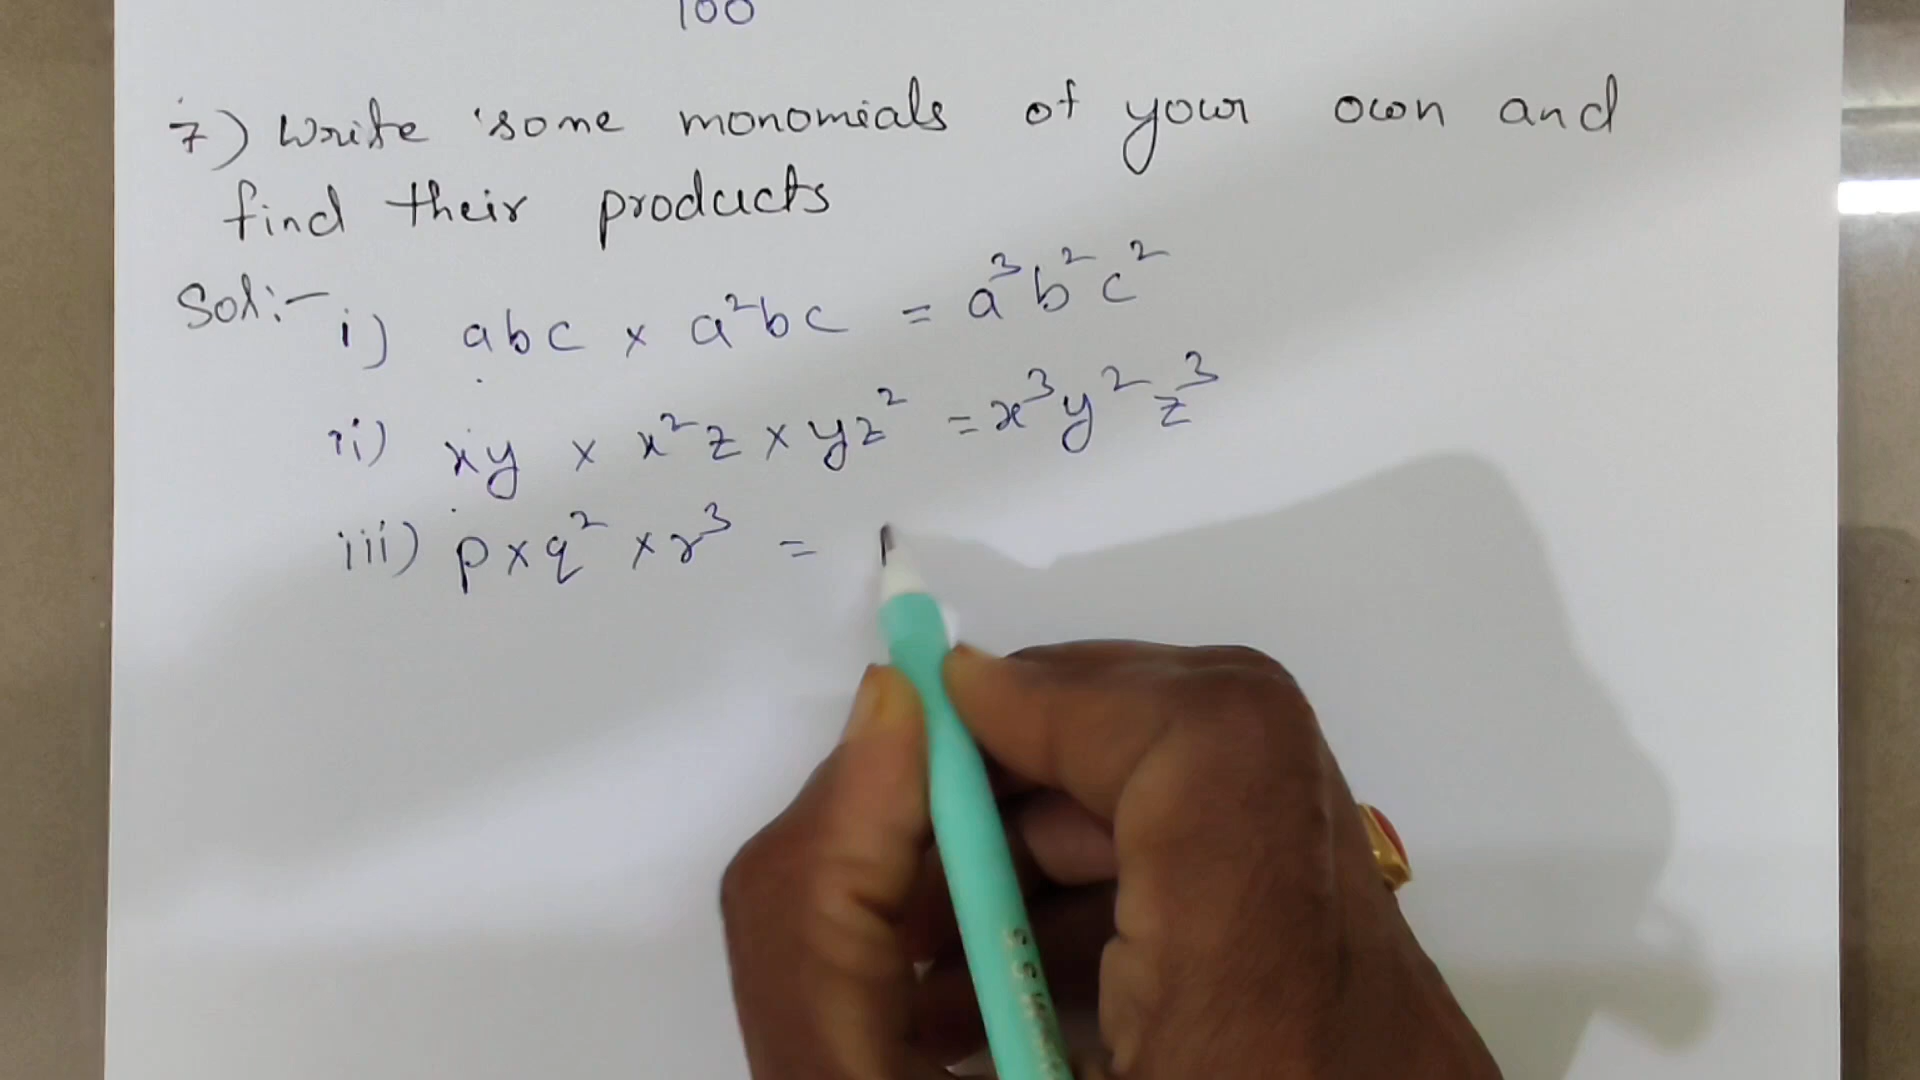 100
7) Write some monomials of your own and
find their products
Sol:- i) abc × a²bc = a³b²c²
ii) xy × x²z × yz² = x³y²z³
iii) p × q² × r³ =